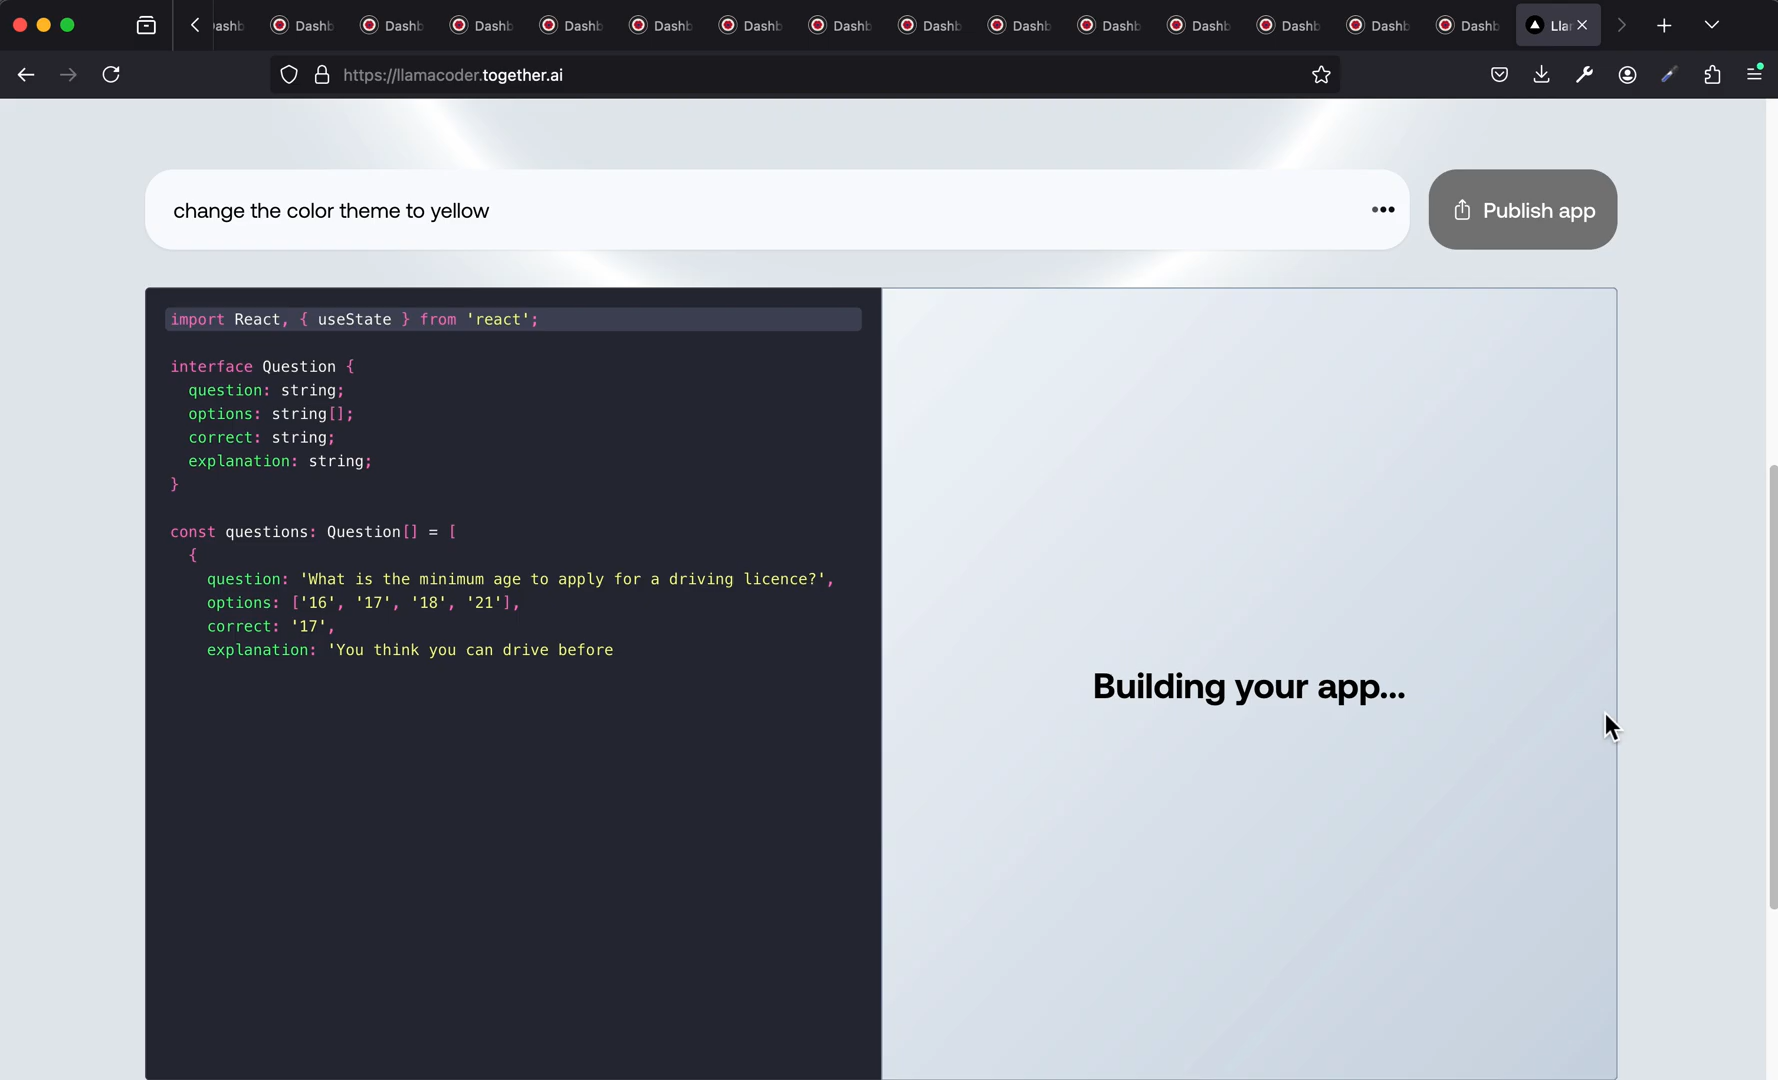 ashb
Dashb
Dashb
Dashb
Dashb
Dashb
Dashb
Dashb
Dashb
Dashb
Dashb
Dashb
Dashb
Dashb
Dashb
Lla
https://llamacoder.together.ai
change the color theme to yellow
Publish app
import React, { useState } from 'react';
interface Question {
question: string;
options: string[];
correct: string;
explanation: string;
}
const questions: Question[] = [
{
question: 'What is the minimum age to apply for a driving licence?',
options: ['16', '17', '18', '21'],
correct: '17',
explanation: 'You think you can drive before
Building your app...